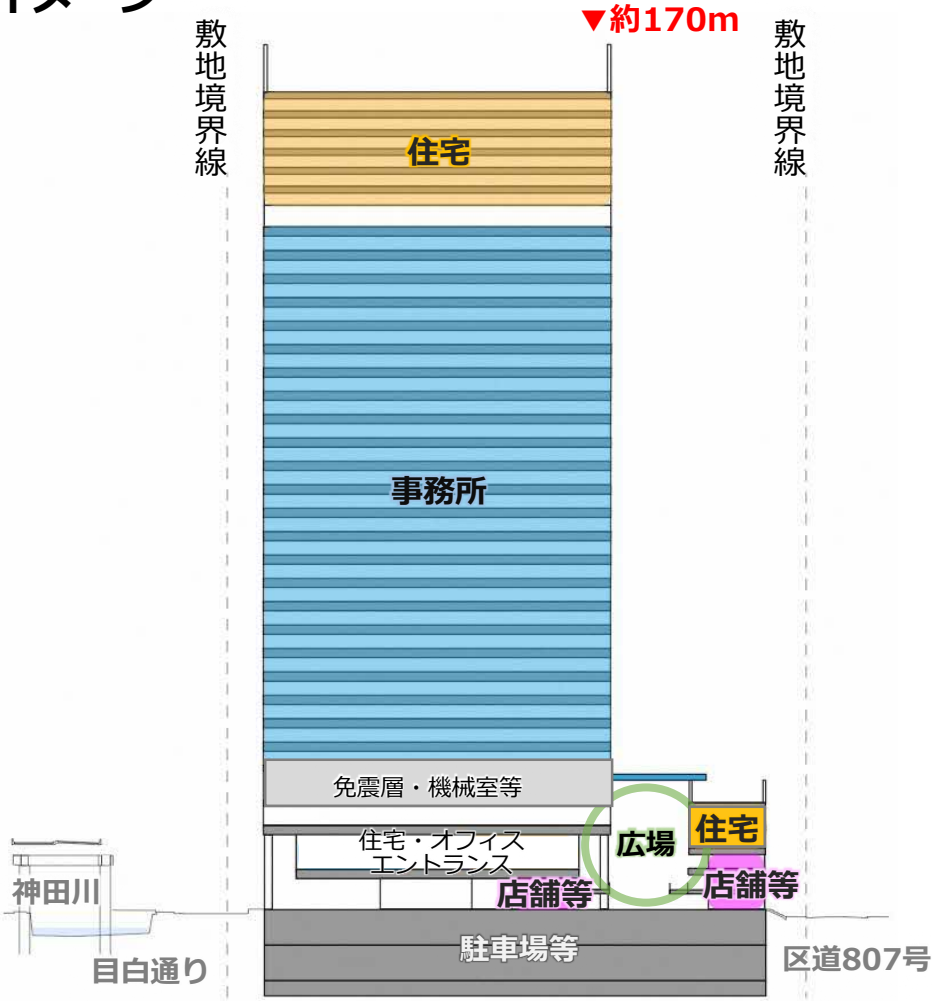 イメージ
▼約170m
敷地境界線
敷地境界線
住宅
事務所
免震層・機械室等
住宅・オフィス
エントランス
広場
住宅
店舗等
店舗等
神田川
駐車場等
目白通り
区道807号